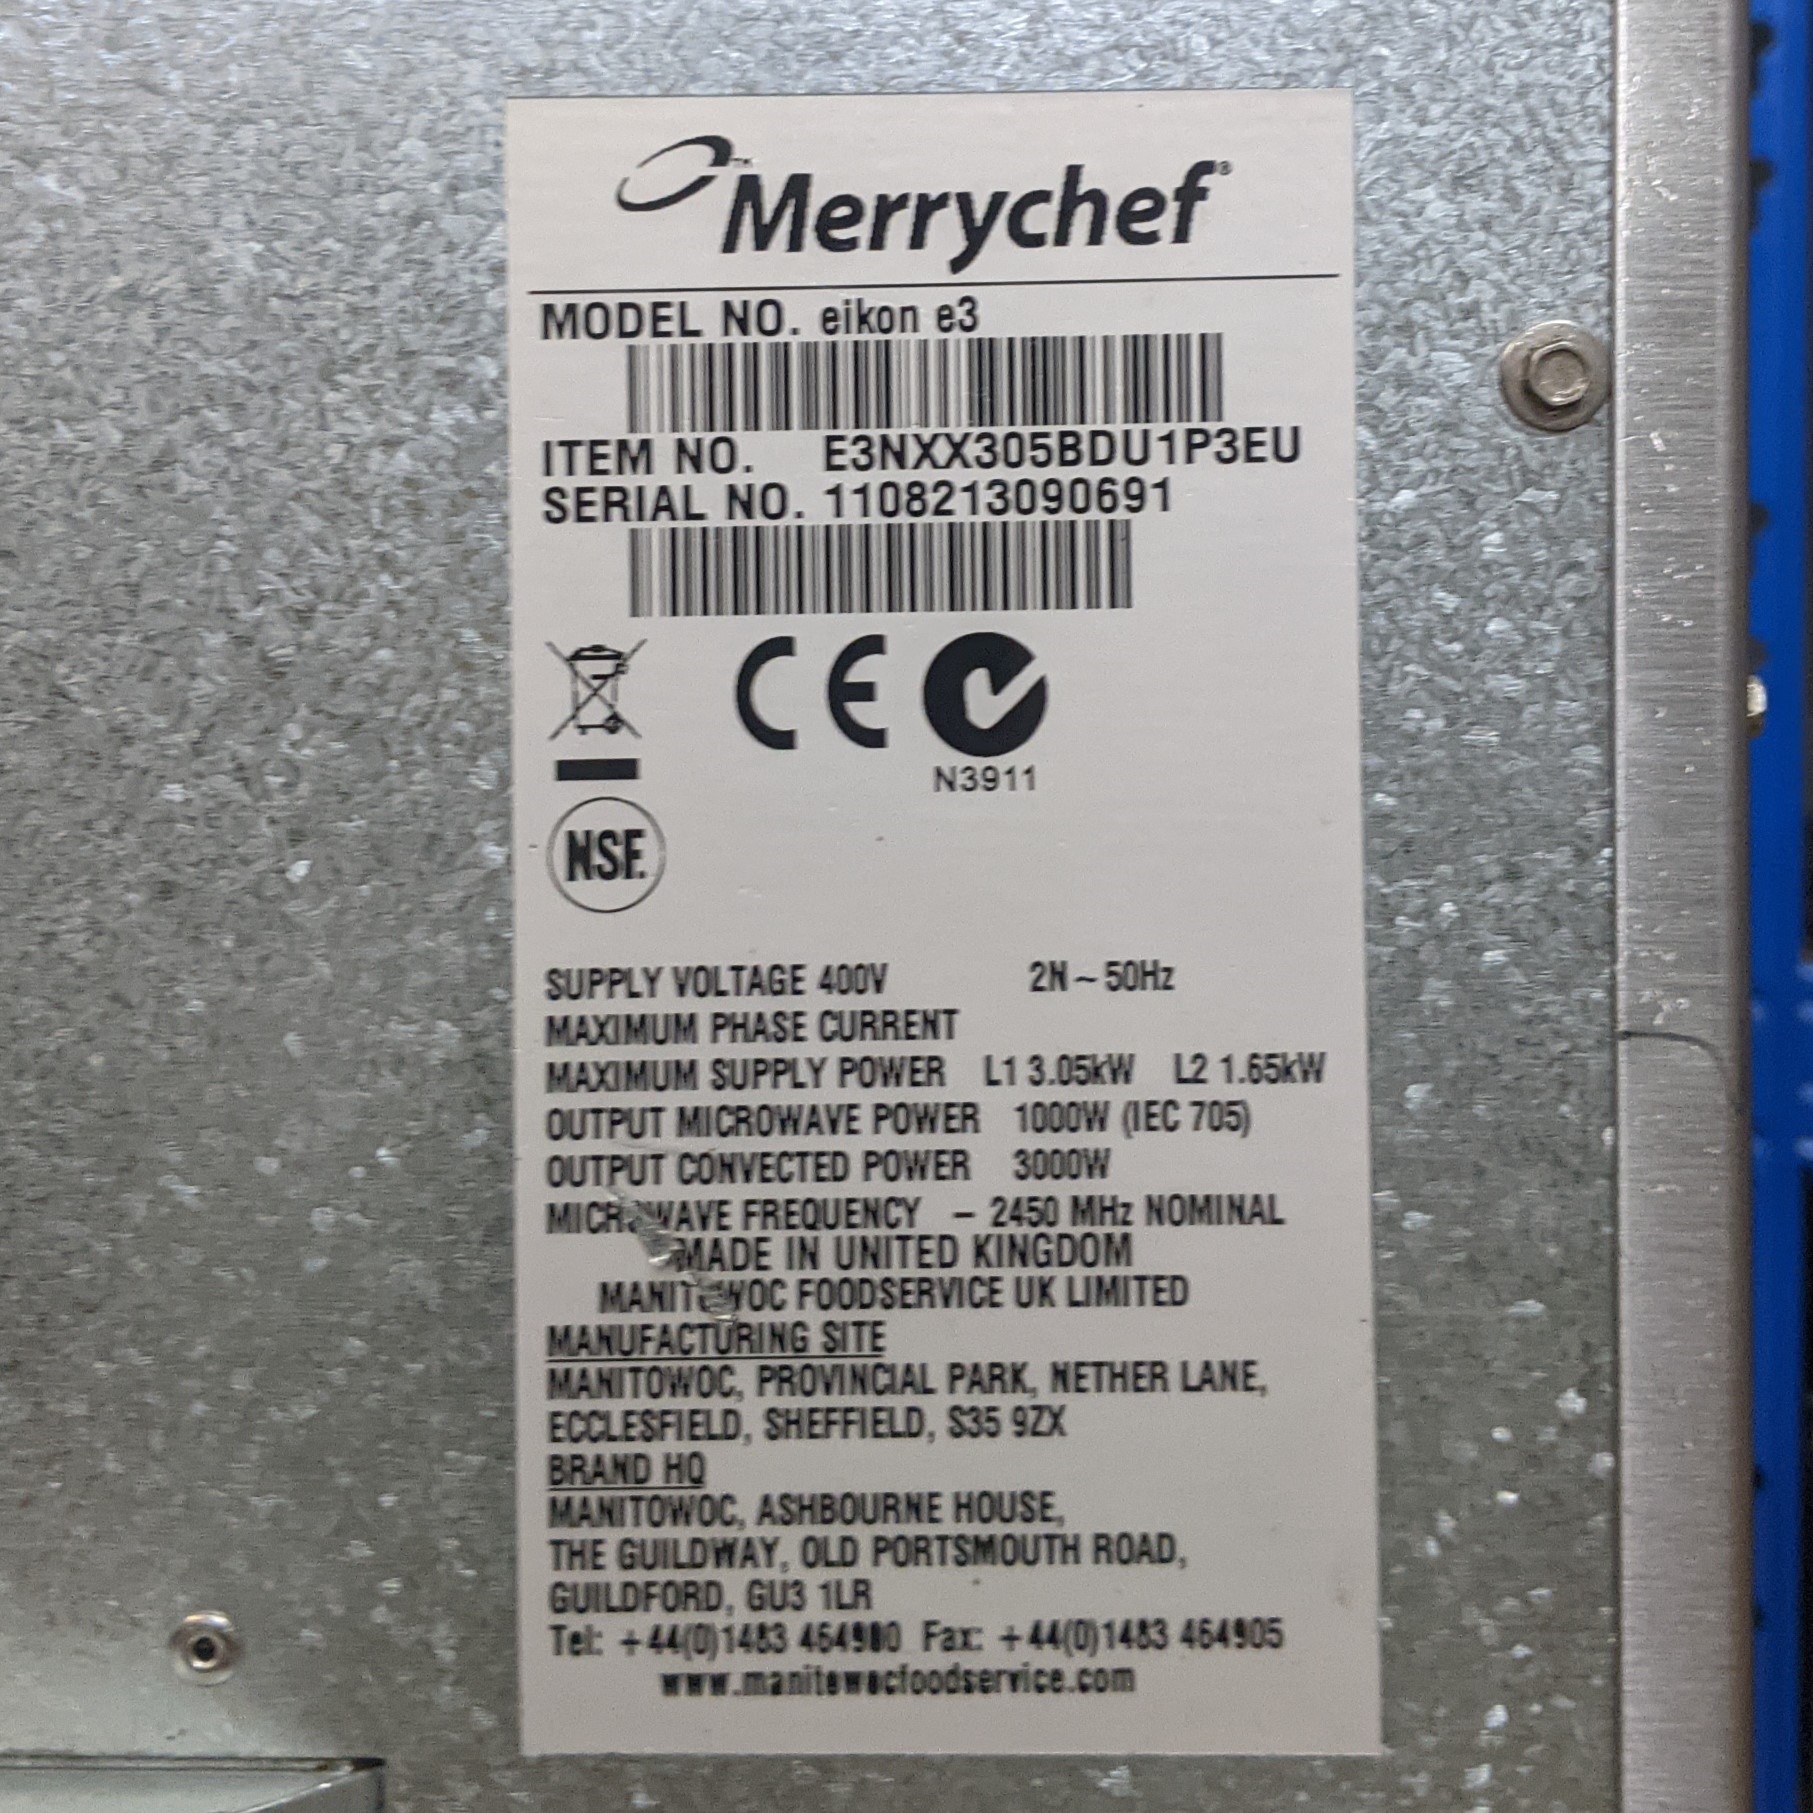 Merrychef
MODEL NO. eikon e3
ITEM NO. E3NXX305BDU1P3EU
SERIAL NO. 1108213090691
CE
N3911
NSF.
SUPPLY VOLTAGE 400V 2N ~ 50Hz
MAXIMUM PHASE CURRENT
MAXIMUM SUPPLY POWER L1 3.05kW L2 1.65kW
OUTPUT MICROWAVE POWER 1000W (IEC 705)
OUTPUT CONVECTED POWER 3000W
MICROWAVE FREQUENCY – 2450 MHz NOMINAL
MADE IN UNITED KINGDOM
MANITOWOC FOODSERVICE UK LIMITED
MANUFACTURING SITE
MANITOWOC, PROVINCIAL PARK, NETHER LANE,
ECCLESFIELD, SHEFFIELD, S35 9ZX
BRAND HQ
MANITOWOC, ASHBOURNE HOUSE,
THE GUILDWAY, OLD PORTSMOUTH ROAD,
GUILDFORD, GU3 1LR
Tel: +44(0)1483 464900 Fax: +44(0)1483 464905
www.manitowocfoodservice.com